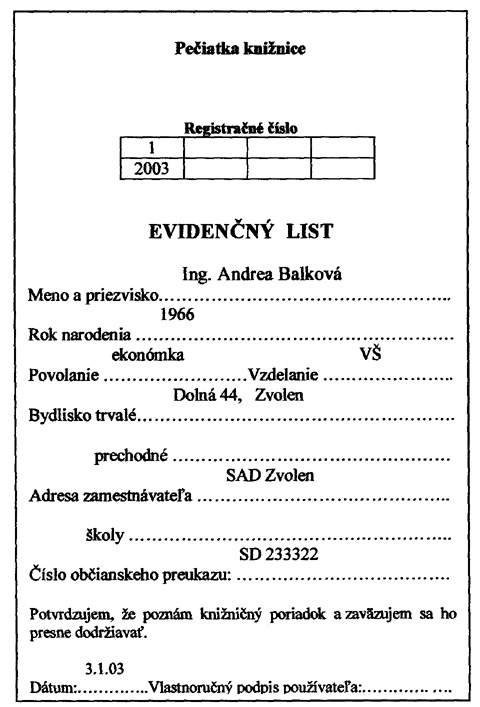 Pečiatka knižnice
Registračné číslo
1
2003
EVIDENČNÝ LIST
Ing. Andrea Balková
Meno a priezvisko................................................
1966
Rok narodenia ....................................................
ekonómka VŠ
Povolanie .......................Vzdelanie .....................
Dolná 44, Zvolen
Bydlisko trvalé....................................................
prechodné .............................................
SAD Zvolen
Adresa zamestnávateľa .........................................
školy .....................................................
SD 233322
Číslo občianskeho preukazu: ...................................
Potvrdzujem, že poznám knižničný poriadok a zaväzujem sa ho
presne dodržiavať.
3.1.03
Dátum:.............Vlastnoručný podpis používateľa:............. ....